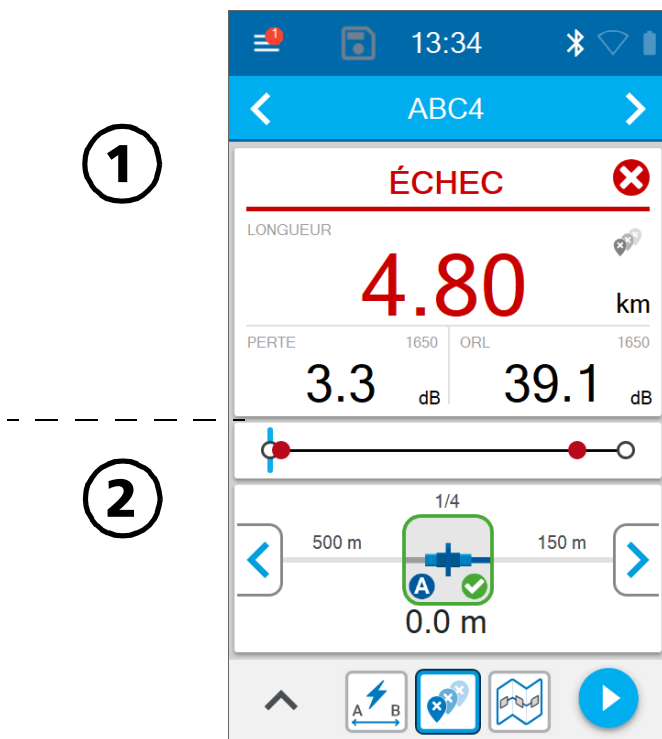 1
13:34
ABC4
1
ÉCHEC
LONGUEUR
4.80 km
PERTE 1650 ORL 1650
3.3 dB 39.1 dB
2
1/4
500 m 150 m
A
0.0 m
A B